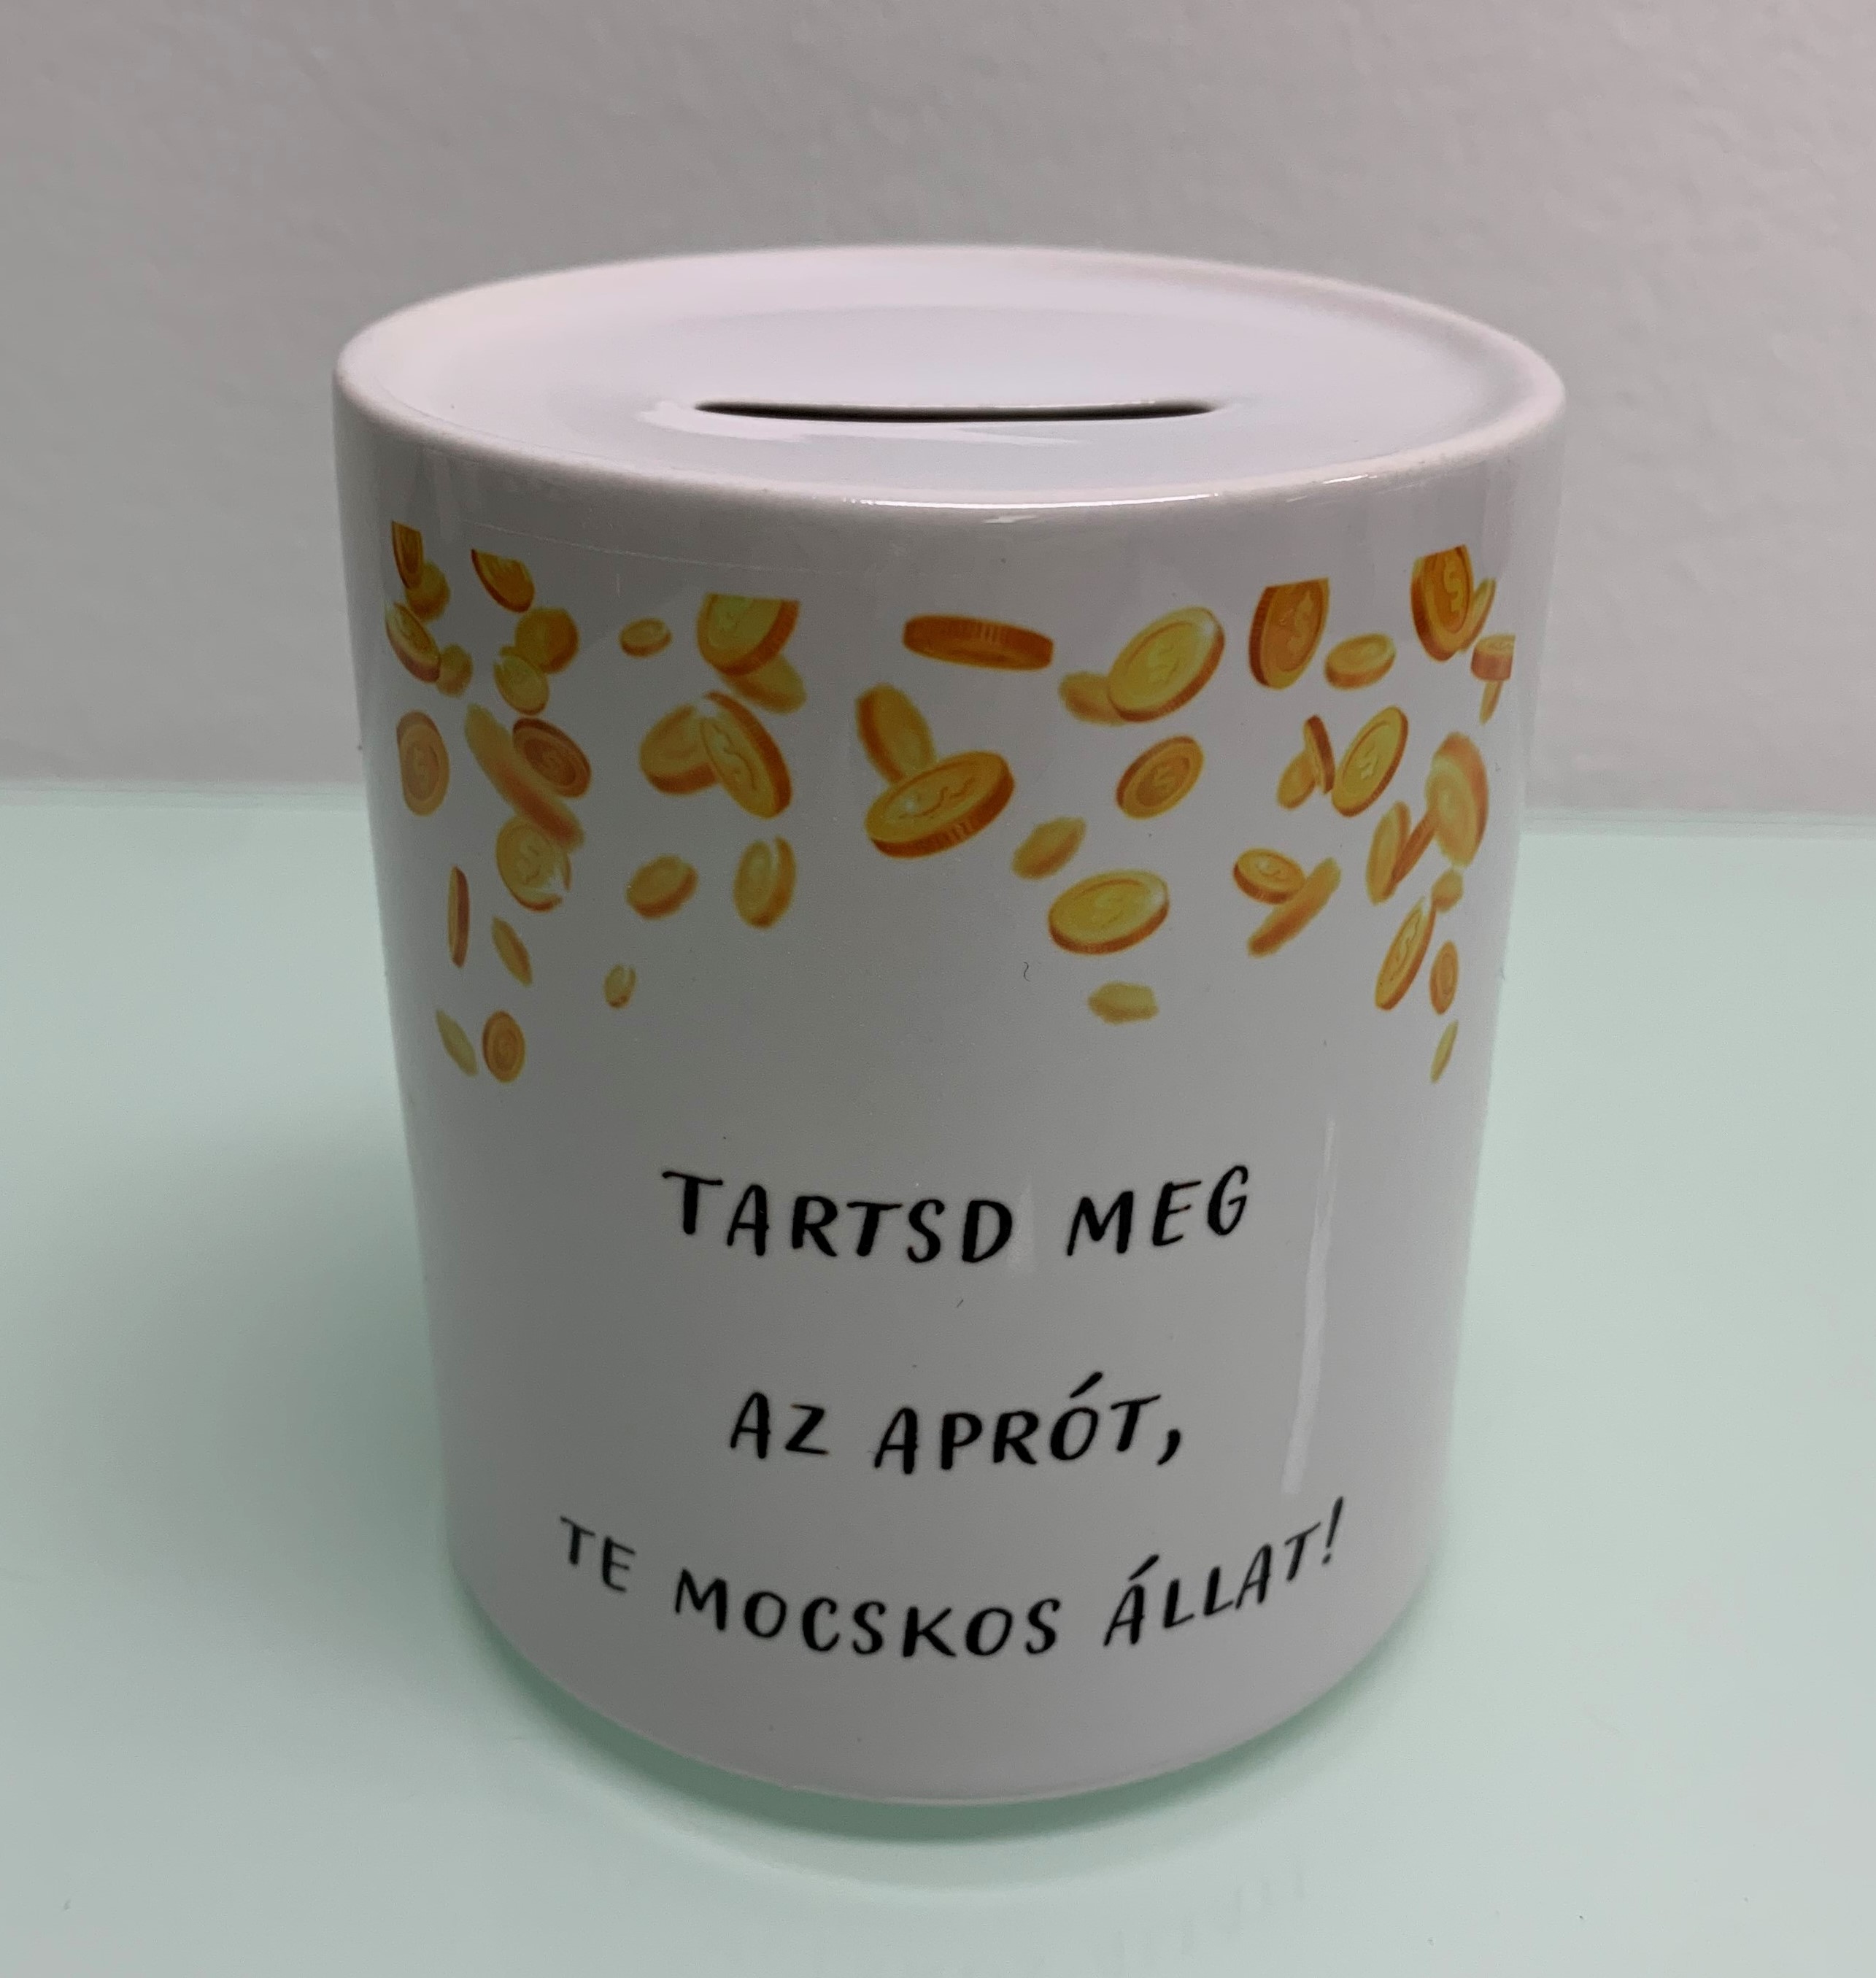 TARTSD MEG
AZ APRÓT,
TE MOCSKOS ÁLLAT!